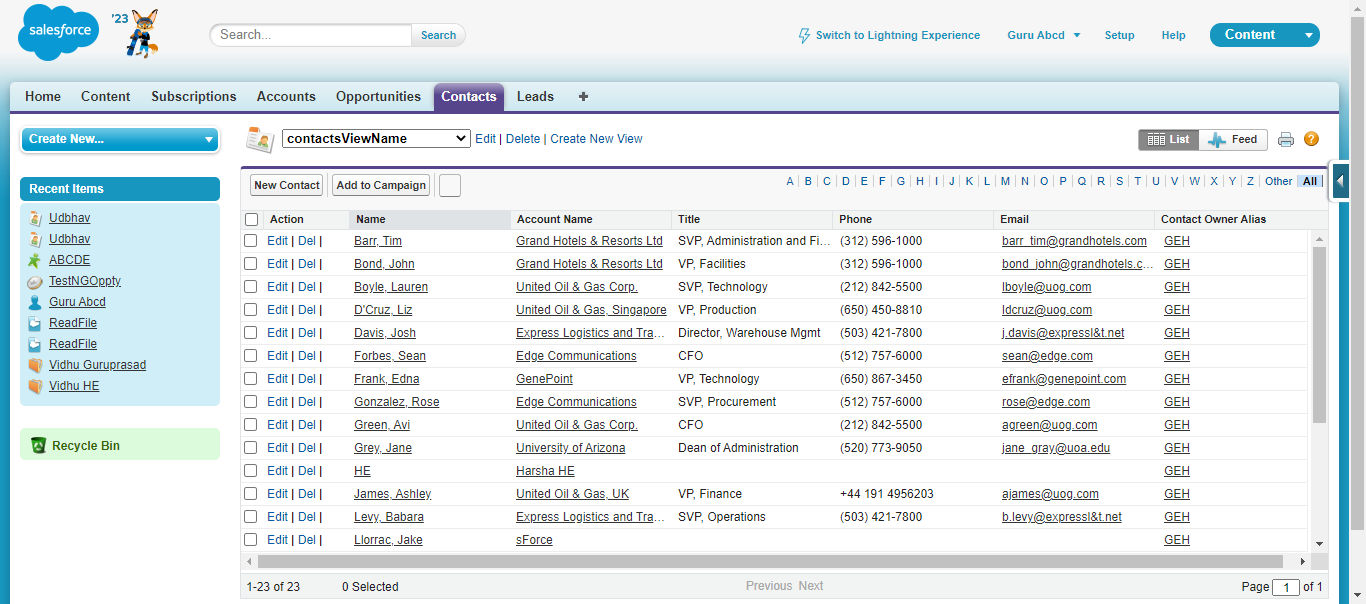 salesforce '23 Search... Search Switch to Lightning Experience Guru Abcd Setup Help Content
Home Content Subscriptions Accounts Opportunities Contacts Leads +
Create New...
Recent Items
Udbhav
Udbhav
ABCDE
TestNGOppty
Guru Abcd
ReadFile
ReadFile
Vidhu Guruprasad
Vidhu HE
Recycle Bin
contactsViewName Edit | Delete | Create New View List Feed ?
New Contact Add to Campaign A | B | C | D | E | F | G | H | I | J | K | L | M | N | O | P | Q | R | S | T | U | V | W | X | Y | Z | Other All
Action Name Account Name Title Phone Email Contact Owner Alias
Edit | Del | Barr, Tim Grand Hotels & Resorts Ltd SVP, Administration and Fi... (312) 596-1000 barr_tim@grandhotels.com GEH
Edit | Del | Bond, John Grand Hotels & Resorts Ltd VP, Facilities (312) 596-1000 bond_john@grandhotels.c... GEH
Edit | Del | Boyle, Lauren United Oil & Gas Corp. SVP, Technology (212) 842-5500 lboyle@uog.com GEH
Edit | Del | D'Cruz, Liz United Oil & Gas, Singapore VP, Production (650) 450-8810 ldcruz@uog.com GEH
Edit | Del | Davis, Josh Express Logistics and Tra... Director, Warehouse Mgmt (503) 421-7800 j.davis@expressl&t.net GEH
Edit | Del | Forbes, Sean Edge Communications CFO (512) 757-6000 sean@edge.com GEH
Edit | Del | Frank, Edna GenePoint VP, Technology (650) 867-3450 efrank@genepoint.com GEH
Edit | Del | Gonzalez, Rose Edge Communications SVP, Procurement (512) 757-6000 rose@edge.com GEH
Edit | Del | Green, Avi United Oil & Gas Corp. CFO (212) 842-5500 agreen@uog.com GEH
Edit | Del | Grey, Jane University of Arizona Dean of Administration (520) 773-9050 jane_gray@uoa.edu GEH
Edit | Del | HE Harsha HE GEH
Edit | Del | James, Ashley United Oil & Gas, UK VP, Finance +44 191 4956203 ajames@uog.com GEH
Edit | Del | Levy, Babara Express Logistics and Tra... SVP, Operations (503) 421-7800 b.levy@expressl&t.net GEH
Edit | Del | Llorrac, Jake sForce GEH
1-23 of 23 0 Selected Previous Next Page 1 of 1